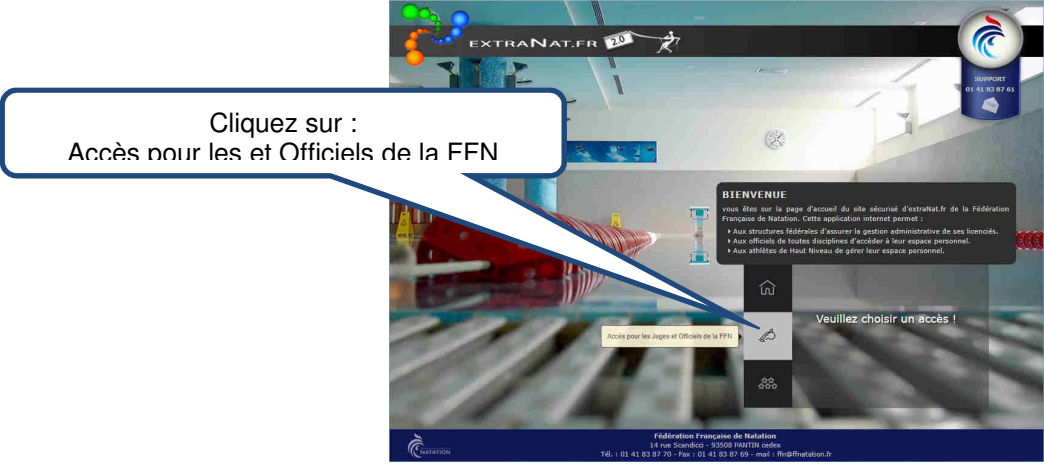 EXTRANAT.FR 2.0
SUPPORT
01 41 83 87 61
Cliquez sur :
Accès pour les et Officiels de la FFN
BIENVENUE
vous êtes sur la page d'accueil du site sécurisé d'extraNat.fr de la Fédération
Française de Natation. Cette application internet permet :
Aux structures fédérales d'assurer la gestion administrative de ses licenciés.
Aux officiels de toutes disciplines d'accèder à leur espace personnel.
Aux athlètes de Haut Niveau de gérer leur espace personnel.
Veuillez choisir un accès !
Accès pour les Juges et Officiels de la FFN
NATATION
Fédération Française de Natation
14 rue Scandicci - 93508 PANTIN cedex
Tél. : 01 41 83 87 70 - Fax : 01 41 83 87 69 - mail : ffn@ffnatation.fr